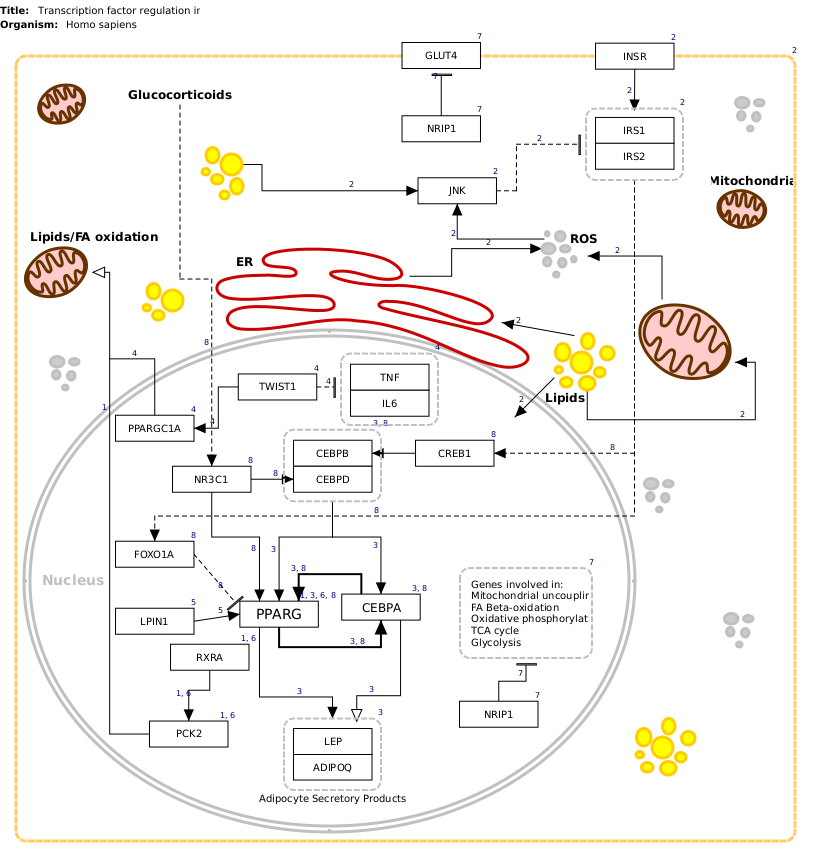 Title: Transcription factor regulation ir
Organism: Homo sapiens
7
2
2
GLUT4
INSR
7
2
Glucocorticoids
7
2
NRIP1
IRS1
2
IRS2
2
2
JNK
Mitochondria
Lipids/FA oxidation
2
2
ROS
2
ER
2
8
4
4
1
4
TNF
TWIST1
4
IL6
2
Lipids
4
3, 8
2
PPARGC1A
4
8
CEBPB
CREB1
8
8
NR3C1
8
CEBPD
8
8
FOXO1A
8
3
3
7
Nucleus
8
3, 8
3, 8
Genes involved in:
Mitochondrial uncouplin
FA Beta-oxidation
Oxidative phosphorylat
TCA cycle
Glycolysis
1, 3, 6, 8
5
LPIN1
5
PPARG
CEBPA
1, 6
3, 8
RXRA
7
1, 6
3
3
7
1, 6
3
NRIP1
PCK2
LEP
ADIPOQ
Adipocyte Secretory Products